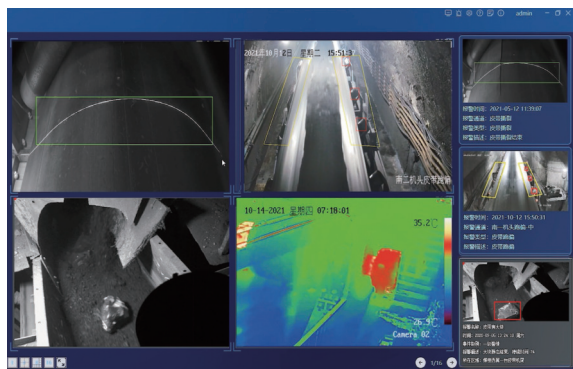 admin
2021年10月 2日 星期二 15:51:3
南二机头皮带跑偏
10-14-2021 星期四 07:18:01
35.2℃
26.9℃
Camera 02
报警时间: 2021-05-12 11:39:07
报警通道: 皮带撕裂
报警类型: 皮带撕裂
报警描述: 皮带撕裂结束
报警时间: 2021-10-12 15:50:31
报警通道: 南一机头跑偏-中
报警类型: 皮带跑偏
报警描述: 皮带跑偏
1/16